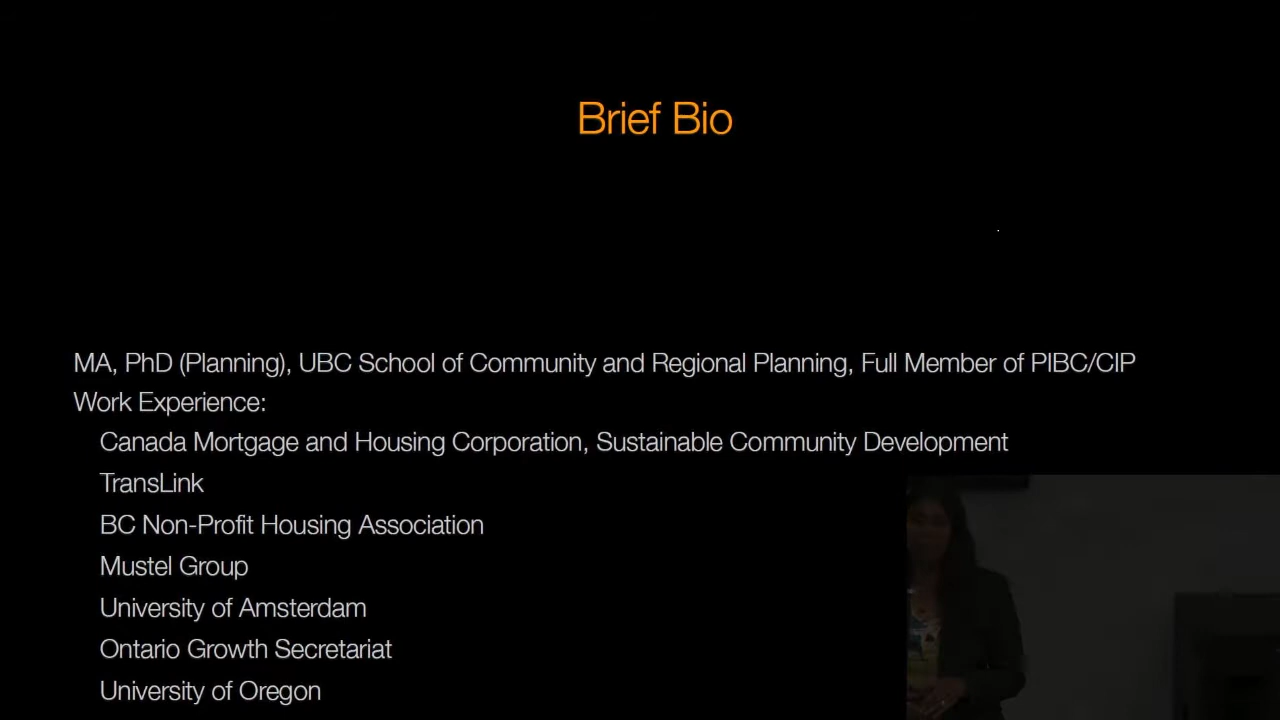 Brief Bio
MA, PhD (Planning), UBC School of Community and Regional Planning, Full Member of PIBC/CIP
Work Experience:
Canada Mortgage and Housing Corporation, Sustainable Community Development
TransLink
BC Non-Profit Housing Association
Mustel Group
University of Amsterdam
Ontario Growth Secretariat
University of Oregon